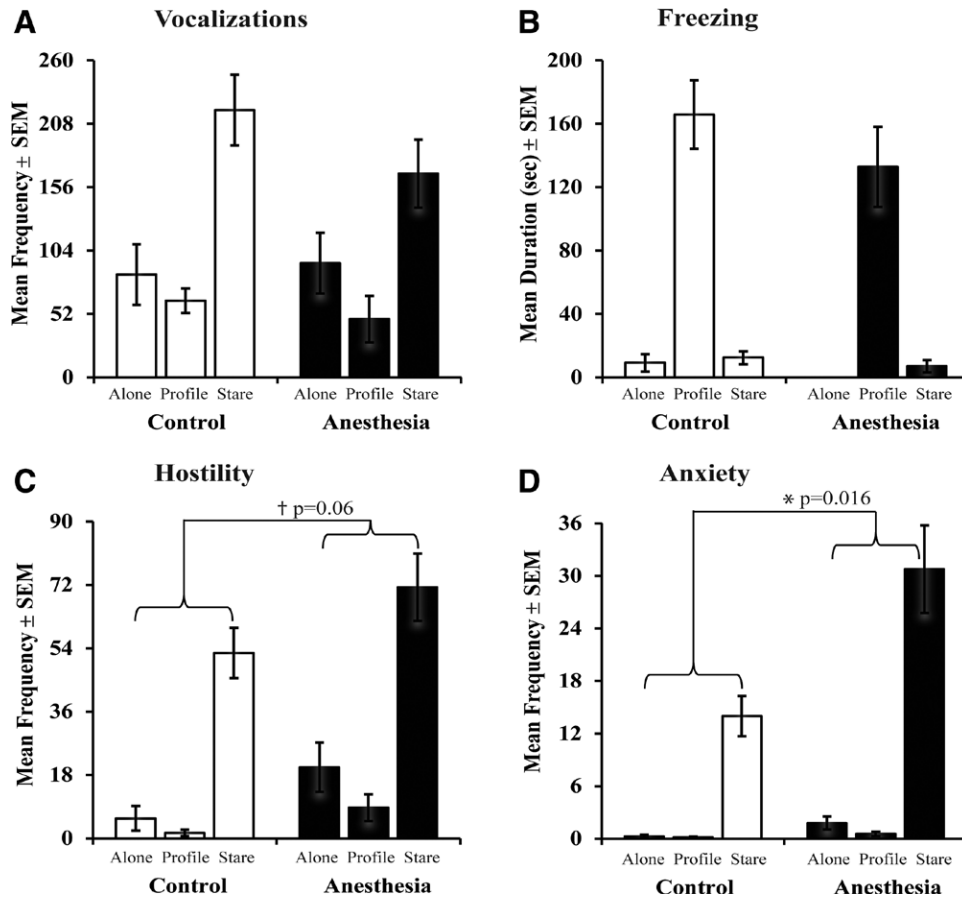 A Vocalizations
Mean Frequency ± SEM
260
208
156
104
52
0
Alone Profile Stare Alone Profile Stare
Control Anesthesia
B Freezing
Mean Duration (sec) ± SEM
200
160
120
80
40
0
Alone Profile Stare Alone Profile Stare
Control Anesthesia
C Hostility
† p=0.06
Mean Frequency ± SEM
90
72
54
36
18
0
Alone Profile Stare Alone Profile Stare
Control Anesthesia
D Anxiety
* p=0.016
Mean Frequency ± SEM
36
30
24
18
12
6
0
Alone Profile Stare Alone Profile Stare
Control Anesthesia